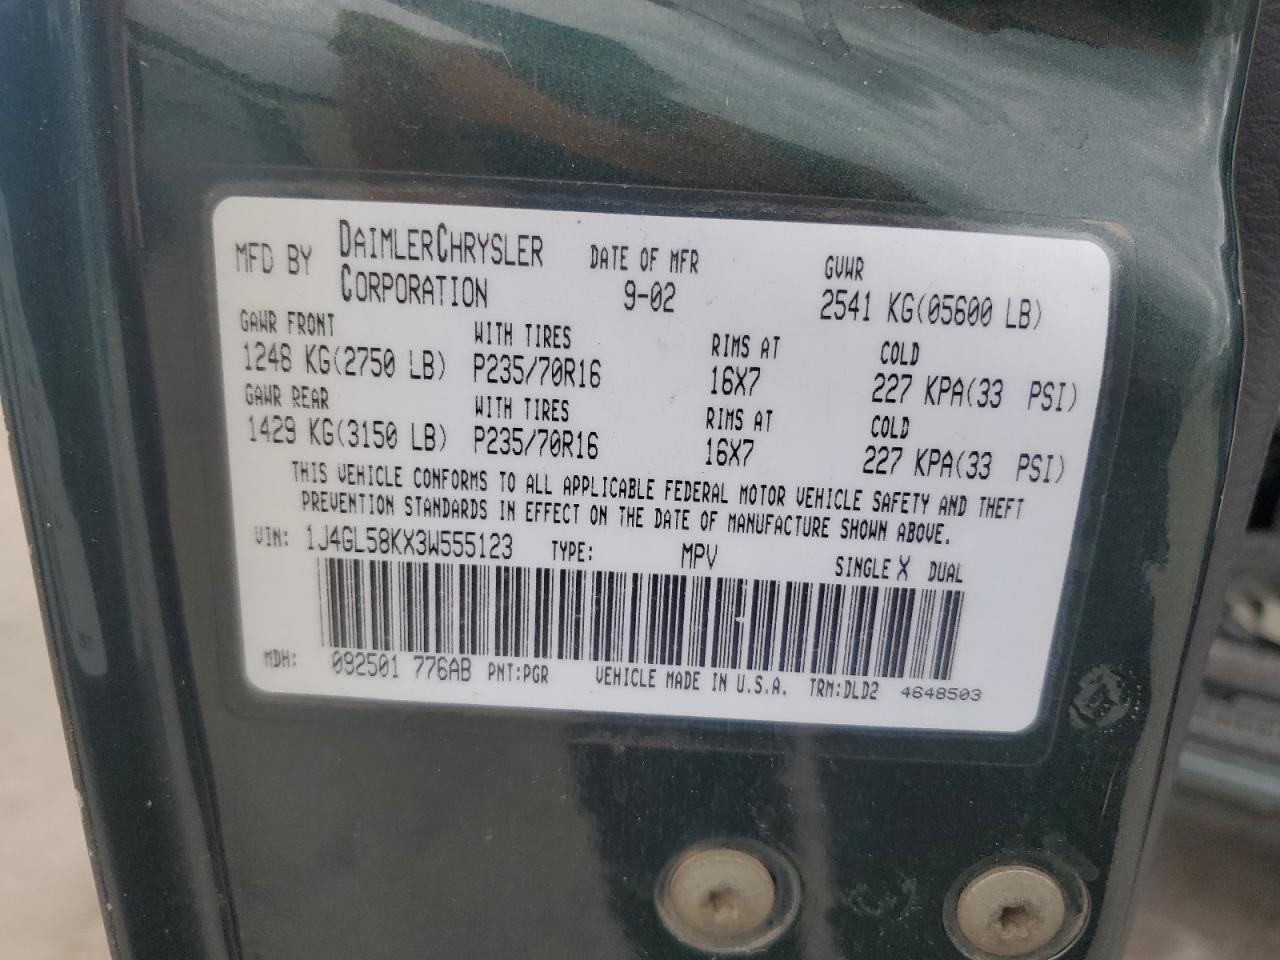 MFD BY DAIMLERCHRYSLER CORPORATION DATE OF MFR 9-02 GVWR 2541 KG(05600 LB)
GAWR FRONT WITH TIRES RIMS AT COLD
1248 KG(2750 LB) P235/70R16 16X7 227 KPA(33 PSI)
GAWR REAR WITH TIRES RIMS AT COLD
1429 KG(3150 LB) P235/70R16 16X7 227 KPA(33 PSI)
THIS VEHICLE CONFORMS TO ALL APPLICABLE FEDERAL MOTOR VEHICLE SAFETY AND THEFT
PREVENTION STANDARDS IN EFFECT ON THE DATE OF MANUFACTURE SHOWN ABOVE.
VIN: 1J4GL58KX3W555123 TYPE: MPV SINGLE X DUAL
MDH: 092501 776AB PNT:PGR VEHICLE MADE IN U.S.A. TRM:DLD2 4648503